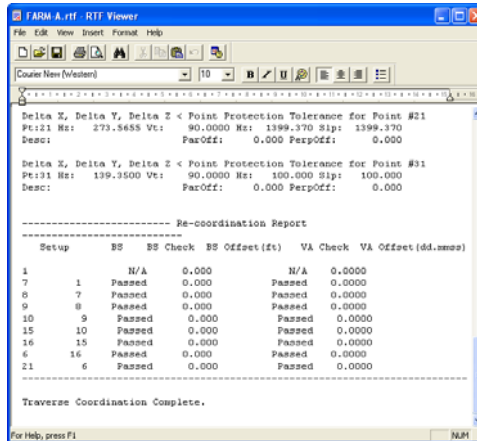 FARM-A.rtf - RTF Viewer
File Edit View Insert Format Help
Courier New (Western) 10 B / U
Delta X, Delta Y, Delta Z < Point Protection Tolerance for Point #21
Pt:21 Hz: 273.5655 Vt: 90.0000 Hz: 1399.370 Slp: 1399.370
Desc: ParOff: 0.000 PerpOff: 0.000
Delta X, Delta Y, Delta Z < Point Protection Tolerance for Point #31
Pt:31 Hz: 139.3500 Vt: 90.0000 Hz: 100.000 Slp: 100.000
Desc: ParOff: 0.000 PerpOff: 0.000
------------------------ Re-coordination Report
--------------------------
Setup BS BS Check BS Offset(ft) VA Check VA Offset(dd.mmss)
1 N/A 0.000 N/A 0.0000
7 1 Passed 0.000 Passed 0.0000
8 7 Passed 0.000 Passed 0.0000
9 8 Passed 0.000 Passed 0.0000
10 9 Passed 0.000 Passed 0.0000
15 10 Passed 0.000 Passed 0.0000
16 15 Passed 0.000 Passed 0.0000
6 16 Passed 0.000 Passed 0.0000
21 6 Passed 0.000 Passed 0.0000
------------------------------------------------------------------------
Traverse Coordination Complete.
For Help, press F1 NUM